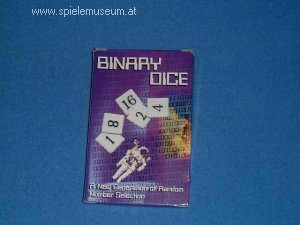 www.spielemuseum.at
BINARY
DICE
16
8
4
2
1
A New Generation of Random
Number Selection